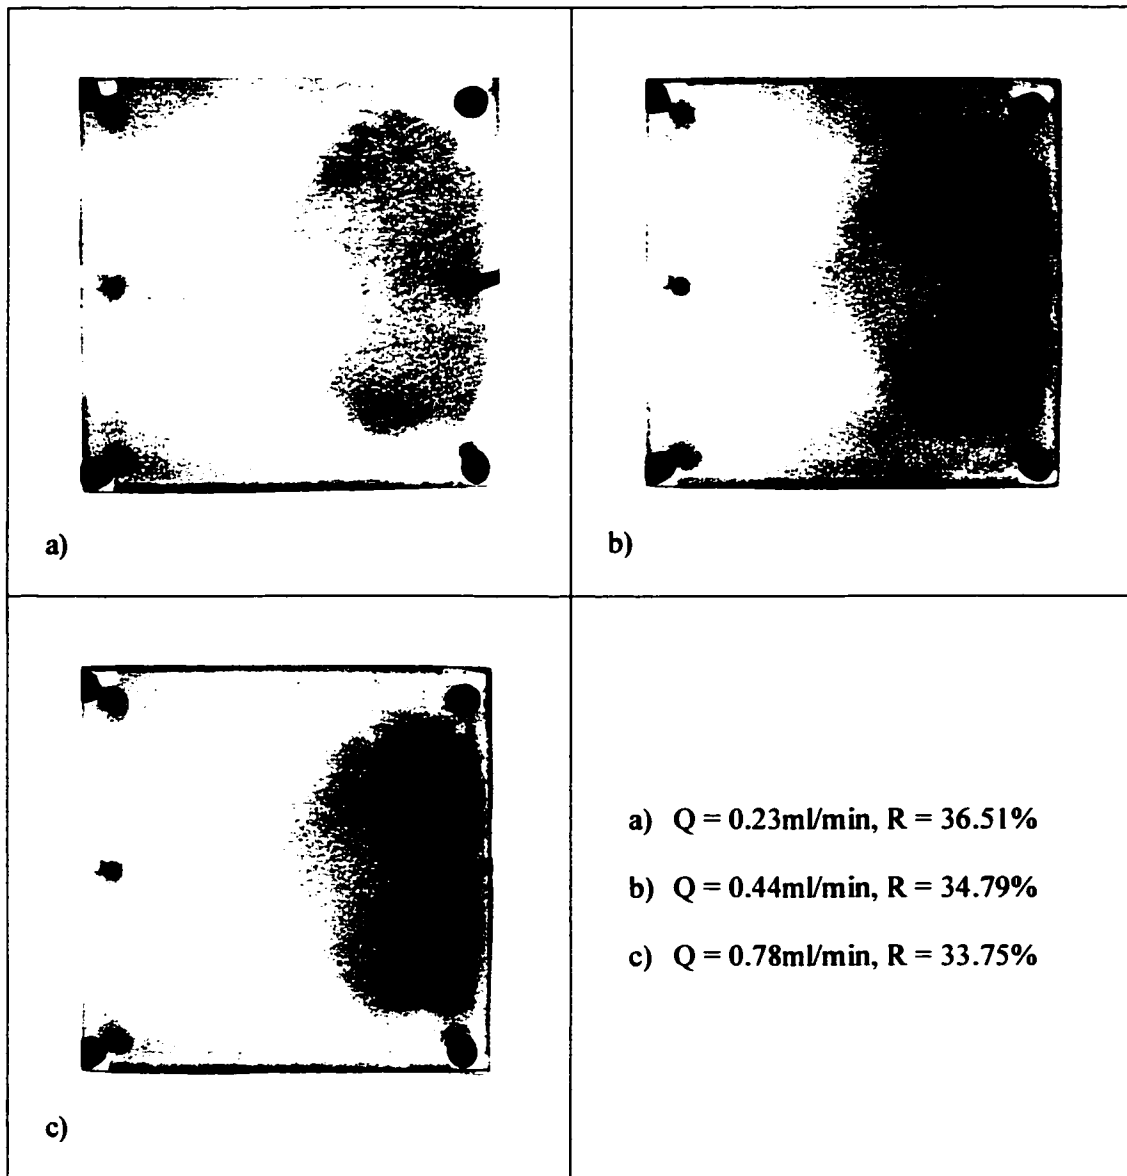 a)
b)
c)
a) Q = 0.23ml/min, R = 36.51%
b) Q = 0.44ml/min, R = 34.79%
c) Q = 0.78ml/min, R = 33.75%